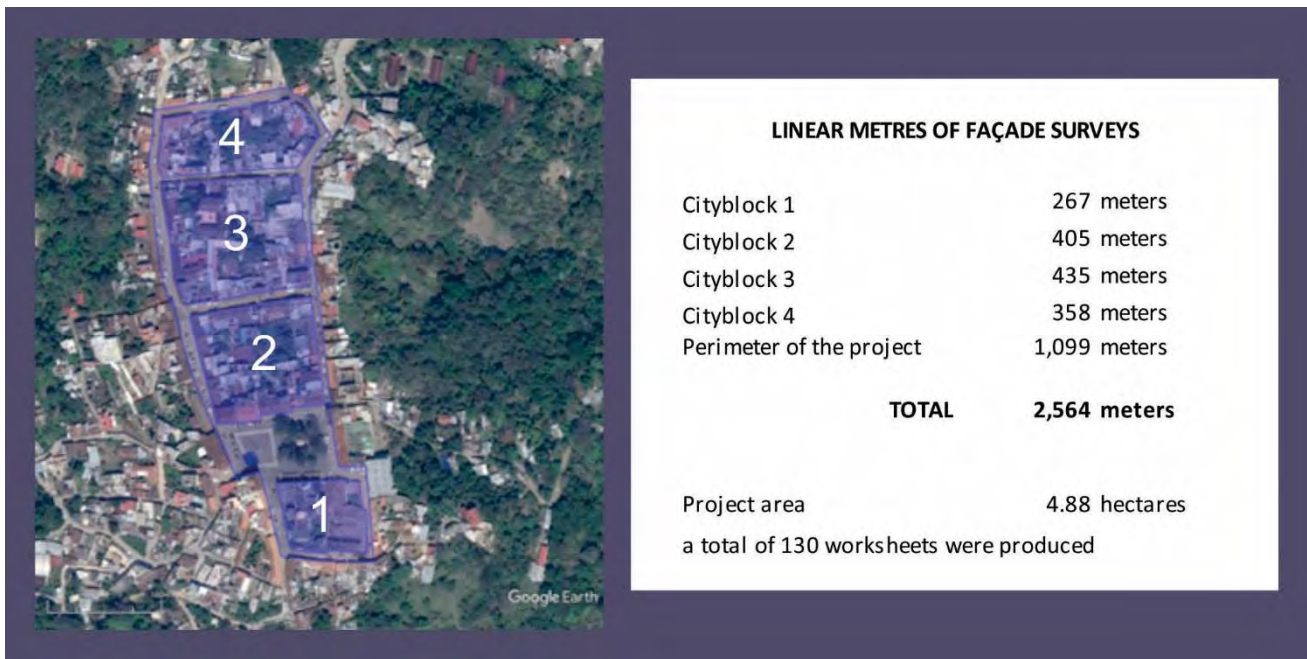 4
3
2
1
Google Earth
LINEAR METRES OF FAÇADE SURVEYS
Cityblock 1 267 meters
Cityblock 2 405 meters
Cityblock 3 435 meters
Cityblock 4 358 meters
Perimeter of the project 1,099 meters
TOTAL 2,564 meters
Project area 4.88 hectares
a total of 130 worksheets were produced